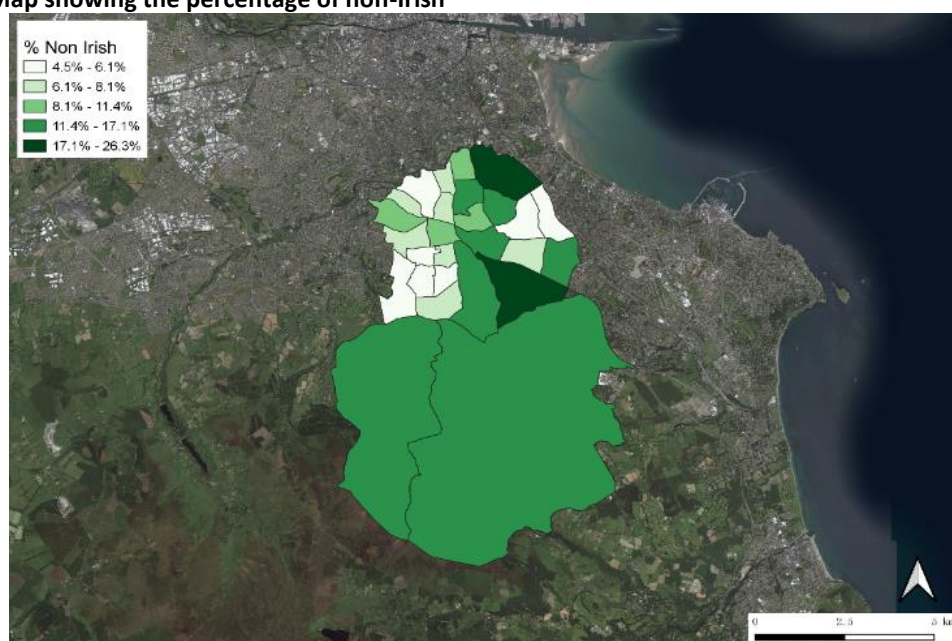 Map showing the percentage of non-Irish
% Non Irish
4.5% - 6.1%
6.1% - 8.1%
8.1% - 11.4%
11.4% - 17.1%
17.1% - 26.3%
0 2.5 5 km